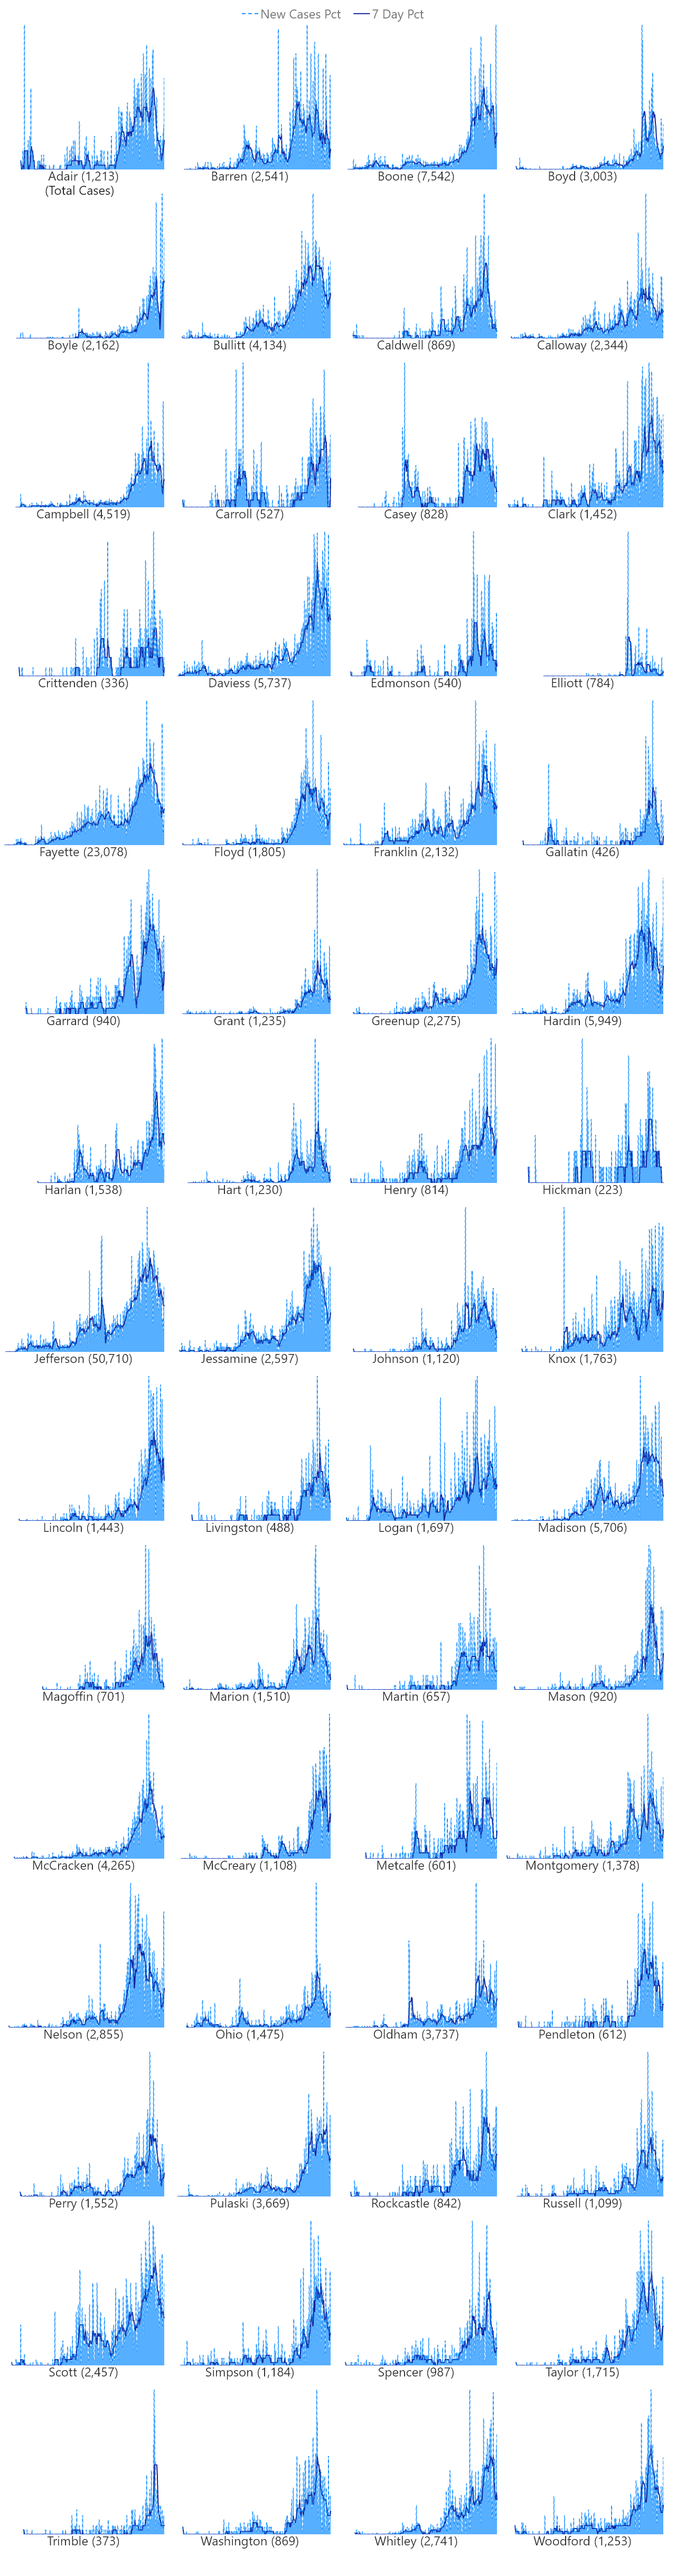 New Cases Pct 7 Day Pct
Adair (1,213) Barren (2,541) Boone (7,542) Boyd (3,003)
(Total Cases)
Boyle (2,162) Bullitt (4,134) Caldwell (869) Calloway (2,344)
Campbell (4,519) Carroll (527) Casey (828) Clark (1,452)
Crittenden (336) Daviess (5,737) Edmonson (540) Elliott (784)
Fayette (23,078) Floyd (1,805) Franklin (2,132) Gallatin (426)
Garrard (940) Grant (1,235) Greenup (2,275) Hardin (5,949)
Harlan (1,538) Hart (1,230) Henry (814) Hickman (223)
Jefferson (50,710) Jessamine (2,597) Johnson (1,120) Knox (1,763)
Lincoln (1,443) Livingston (488) Logan (1,697) Madison (5,706)
Magoffin (701) Marion (1,510) Martin (657) Mason (920)
McCracken (4,265) McCreary (1,108) Metcalfe (601) Montgomery (1,378)
Nelson (2,855) Ohio (1,475) Oldham (3,737) Pendleton (612)
Perry (1,552) Pulaski (3,669) Rockcastle (842) Russell (1,099)
Scott (2,457) Simpson (1,184) Spencer (987) Taylor (1,715)
Trimble (373) Washington (869) Whitley (2,741) Woodford (1,253)